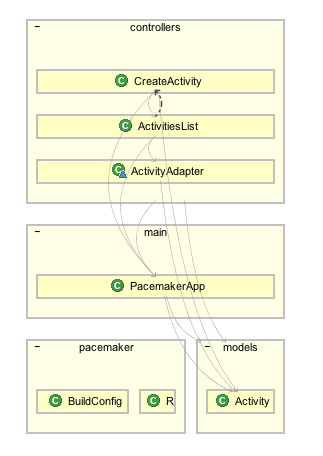 controllers
CreateActivity
ActivitiesList
ActivityAdapter
main
PacemakerApp
pacemaker
models
BuildConfig
R
Activity